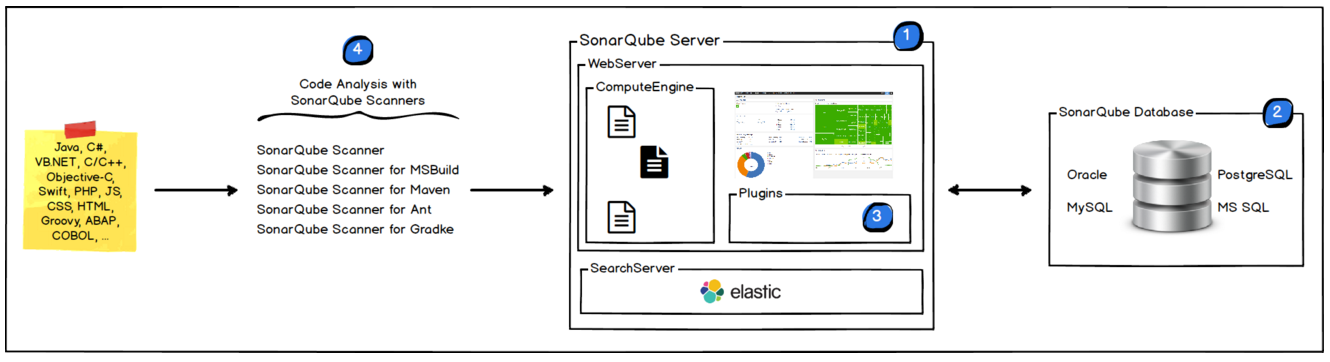 Java, C#,
VB.NET, C/C++,
Objective-C,
Swift, PHP, JS,
CSS, HTML,
Groovy, ABAP,
COBOL, ...
4
Code Analysis with
SonarQube Scanners
SonarQube Scanner
SonarQube Scanner for MSBuild
SonarQube Scanner for Maven
SonarQube Scanner for Ant
SonarQube Scanner for Gradke
1
SonarQube Server
WebServer
ComputeEngine
Plugins
3
SearchServer
elastic
2
SonarQube Database
Oracle
PostgreSQL
MySQL
MS SQL